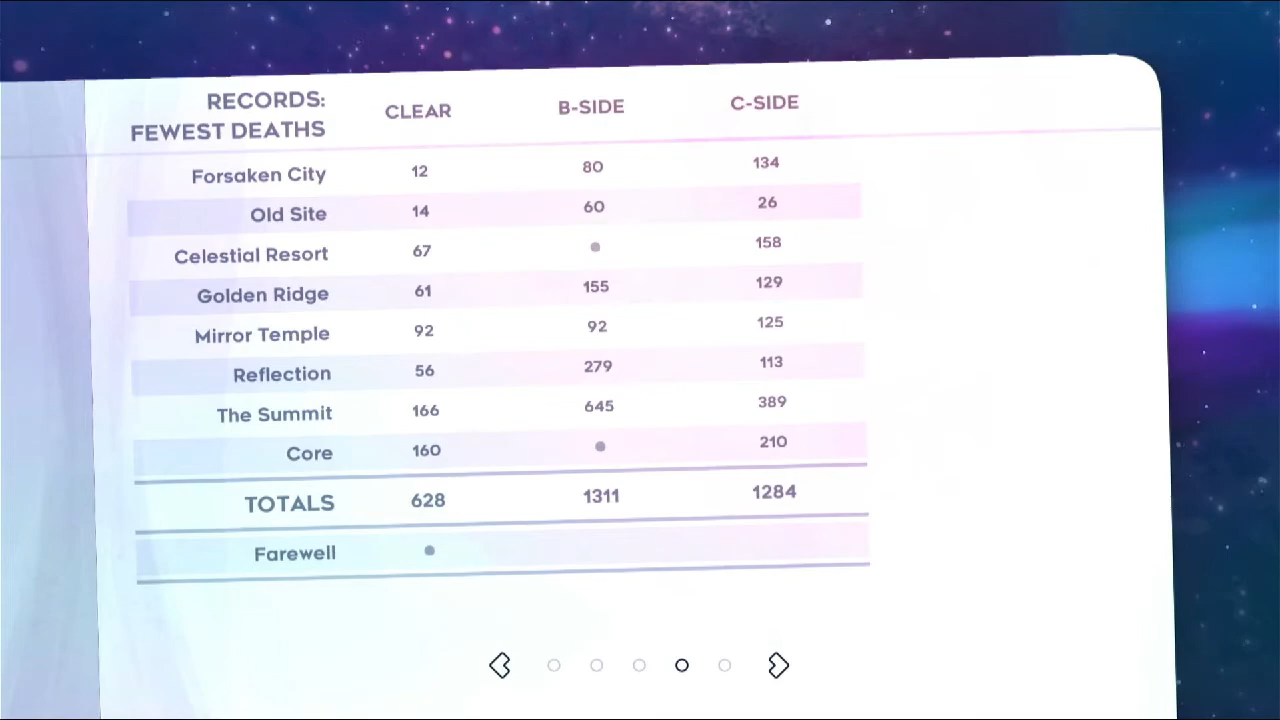 RECORDS:
FEWEST DEATHS CLEAR B-SIDE C-SIDE
Forsaken City 12 80 134
Old Site 14 60 26
Celestial Resort 67 • 158
Golden Ridge 61 155 129
Mirror Temple 92 92 125
Reflection 56 279 113
The Summit 166 645 389
Core 160 • 210
TOTALS 628 1311 1284
Farewell •